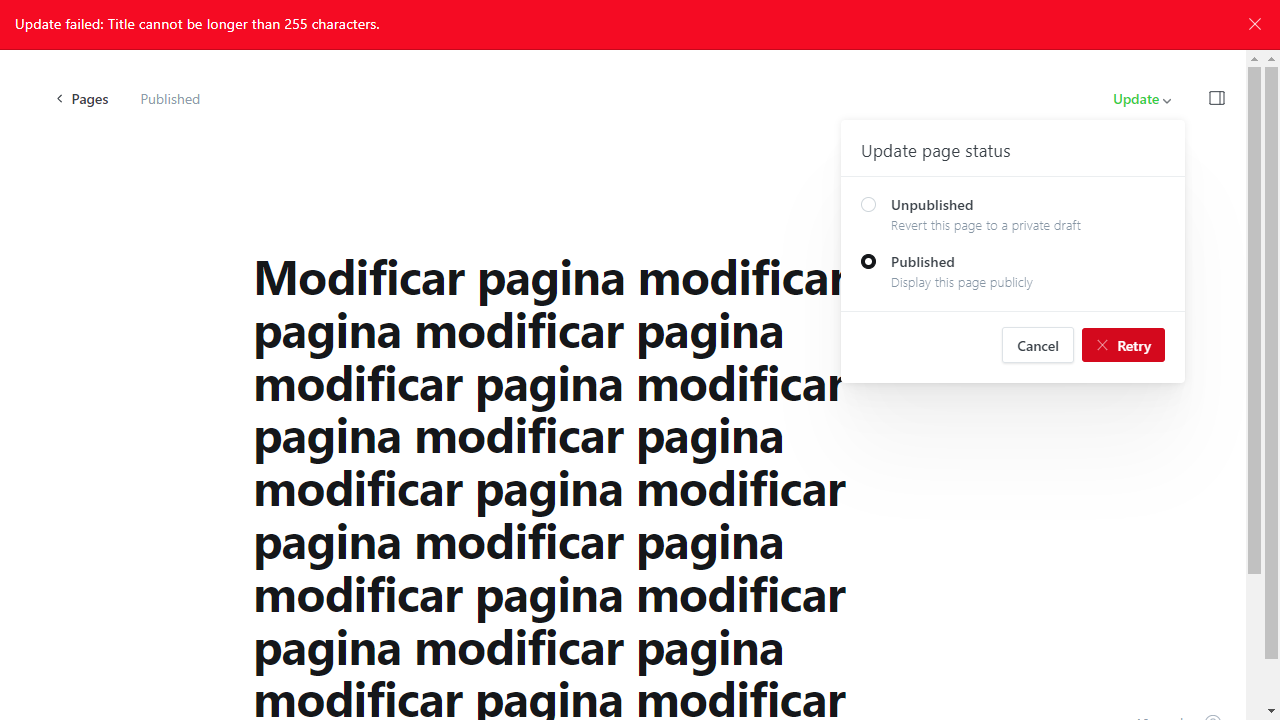 Update failed: Title cannot be longer than 255 characters.
Pages
Published
Update
Update page status
Unpublished
Revert this page to a private draft
Published
Display this page publicly
Cancel
Retry
Modificar pagina modificar
pagina modificar pagina
modificar pagina modificar
pagina modificar pagina
modificar pagina modificar
pagina modificar pagina
modificar pagina modificar
pagina modificar pagina
modificar pagina modificar